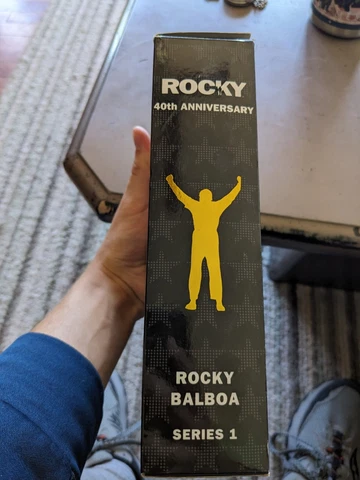 ROCKY
40th ANNIVERSARY
ROCKY
BALBOA
SERIES 1